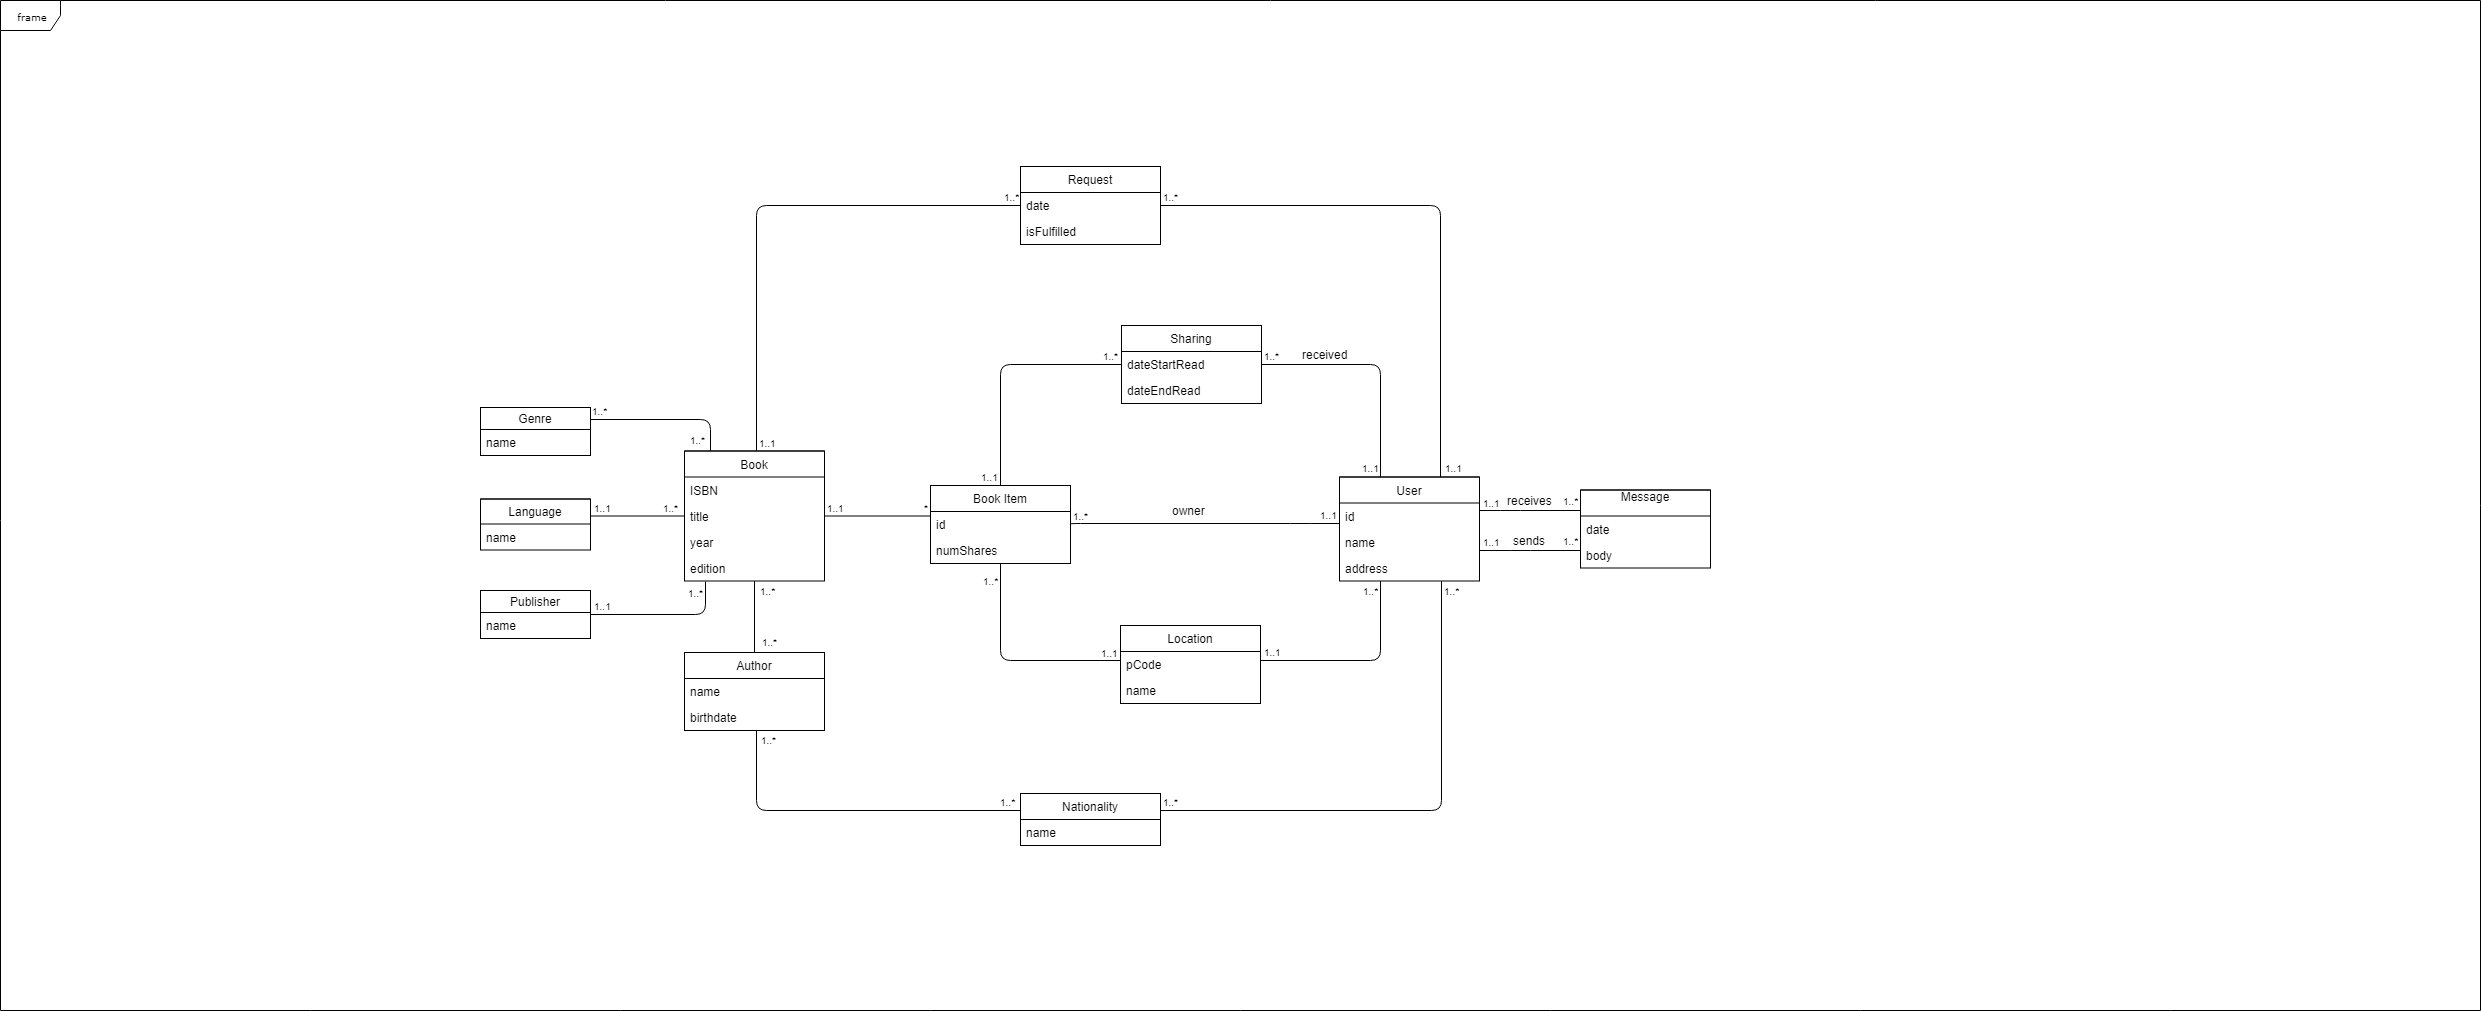 frame
Request
1..*
1..*
date
isFulfilled
Sharing
1..*
1..*
received
dateStartRead
dateEndRead
Genre
1..*
name
1..*
1..1
Book
ISBN
title
year
edition
Language
1..1
1..*
name
Publisher
1..1
name
1..*
1..*
1..*
Author
name
birthdate
1..*
1..1
*
1..1
Book Item
id
numShares
1..*
owner
1..1
1..*
1..1
1..1
User
id
name
address
1..*
1..*
1..1
receives
1..*
1..1
sends
1..*
Message
date
body
Location
1..1
1..1
pCode
name
1..*
1..*
Nationality
name